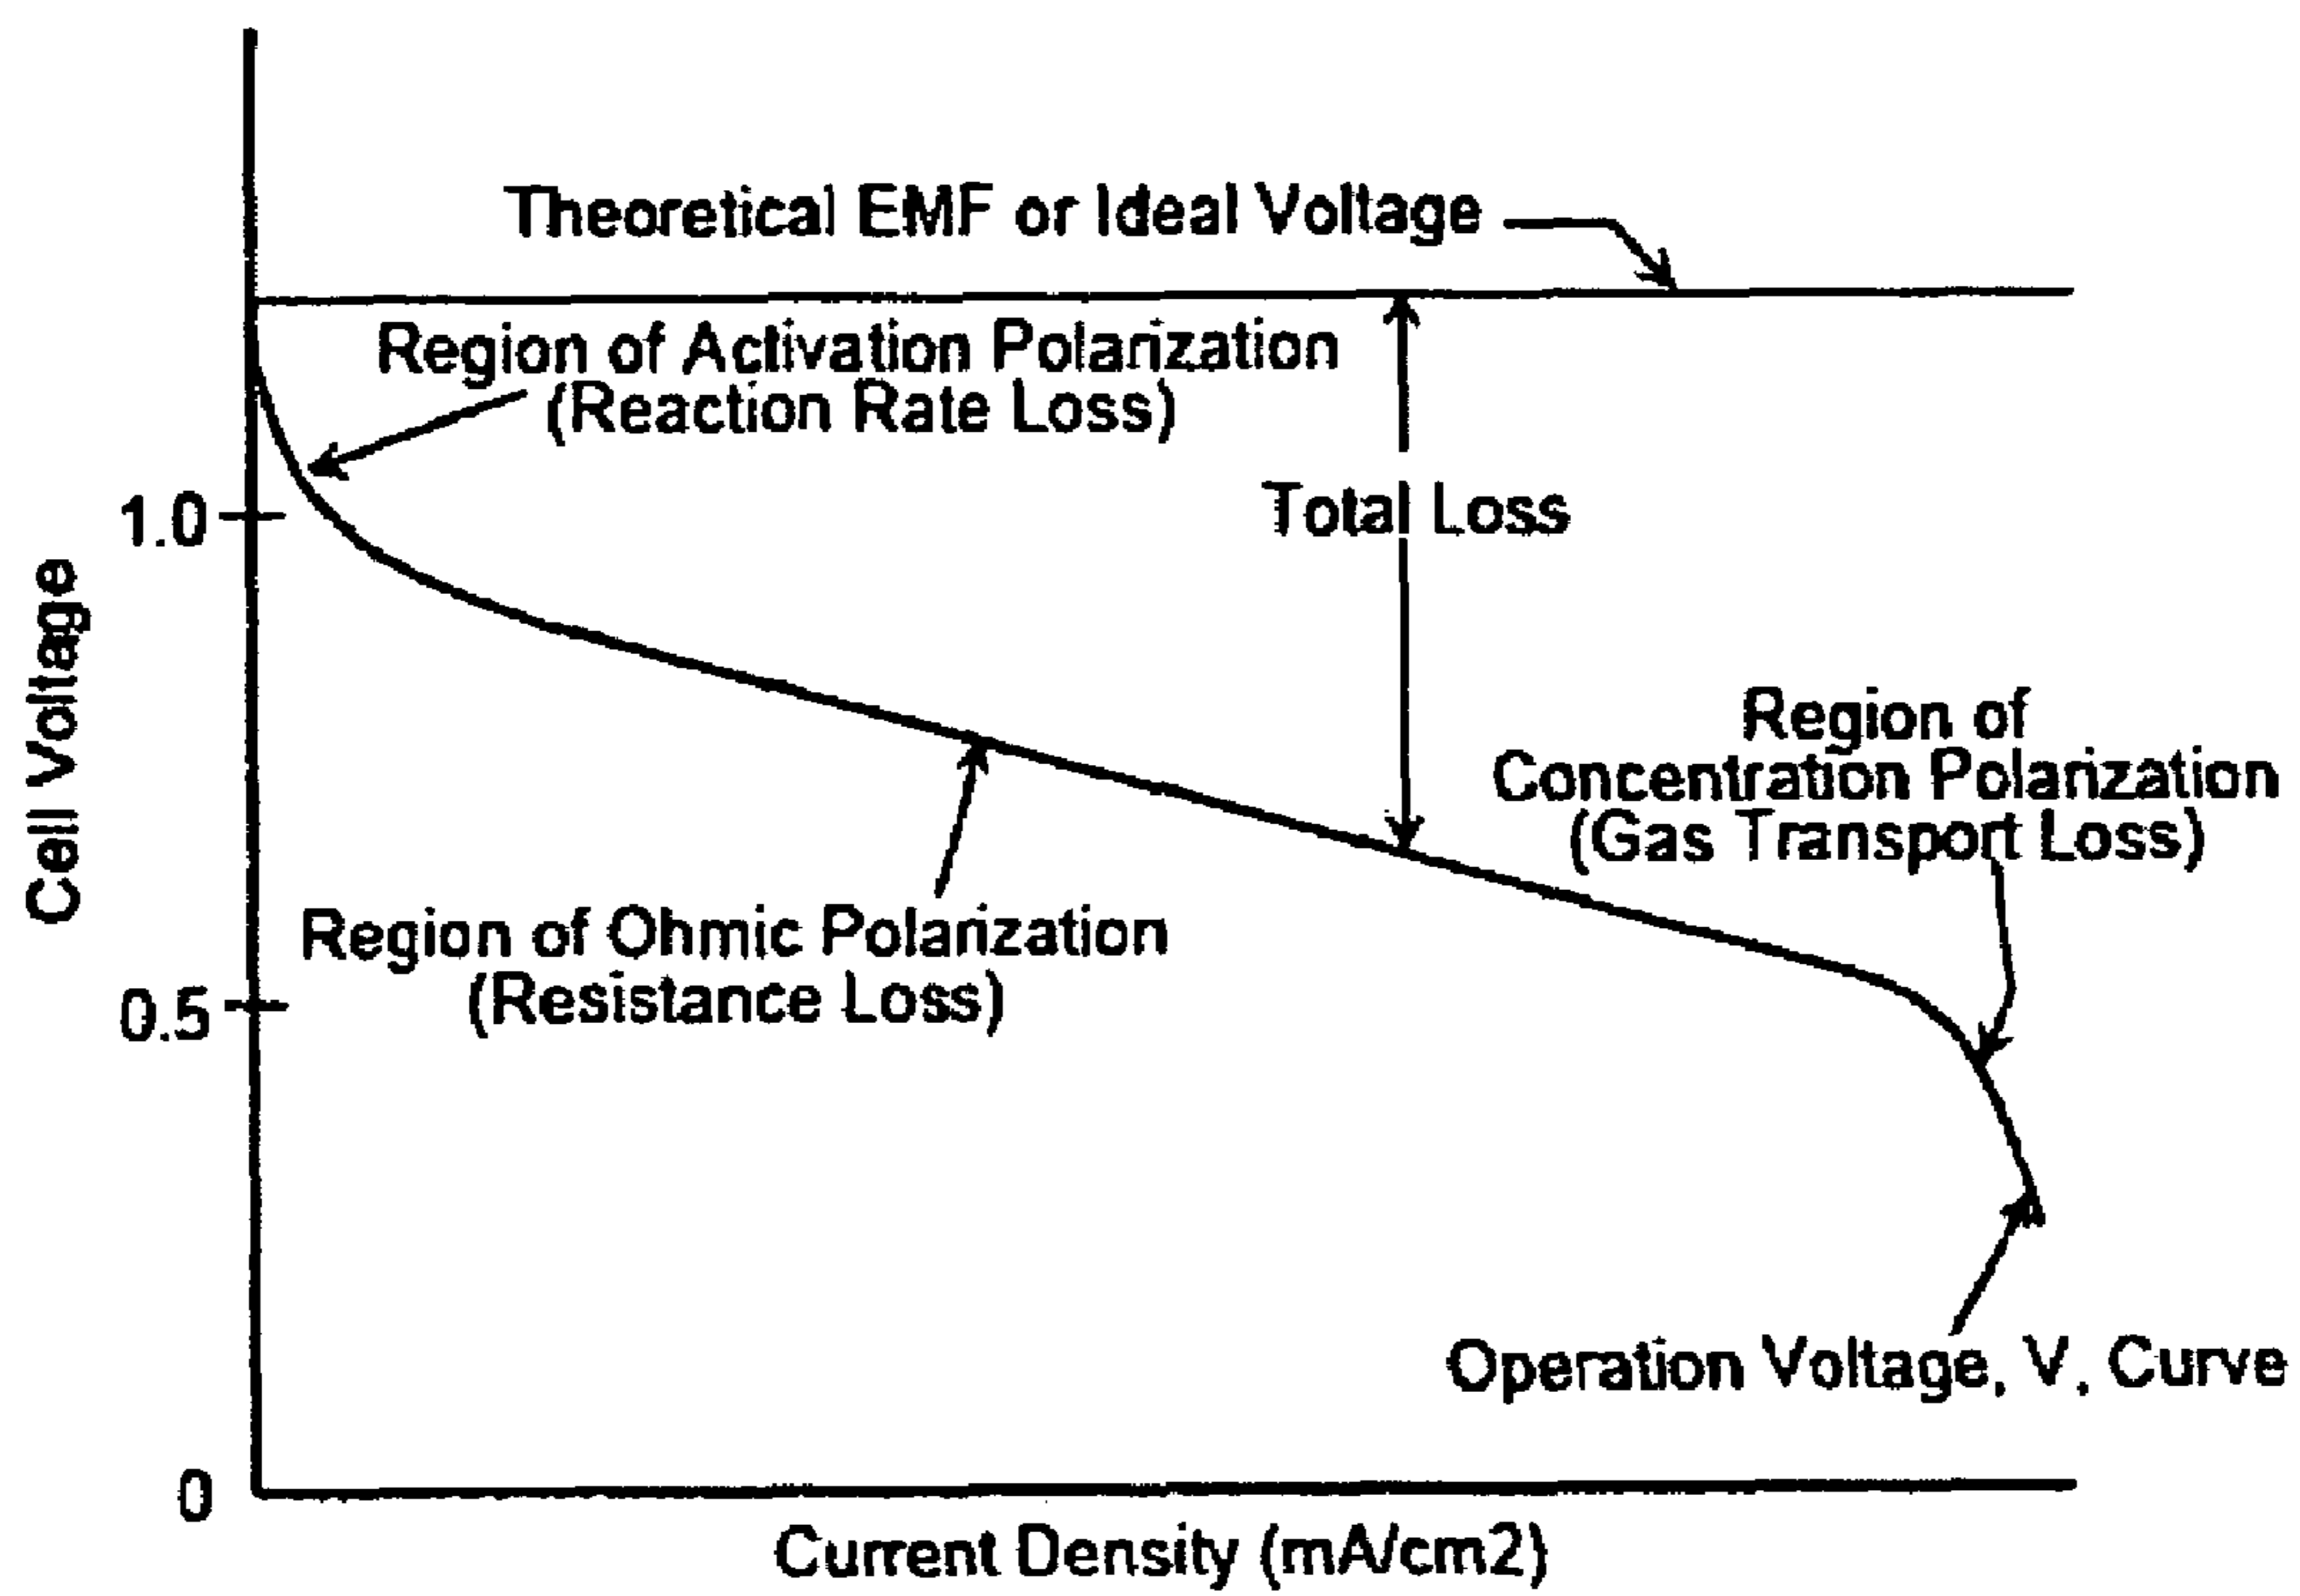 Theoretical EMF or Ideal Voltage
Region of Activation Polarization
(Reaction Rate Loss)
1.0
Total Loss
Cell Voltage
Region of
Concentration Polarization
(Gas Transport Loss)
Region of Ohmic Polarization
(Resistance Loss)
0.5
Operation Voltage, V, Curve
0
Current Density (mA/cm2)